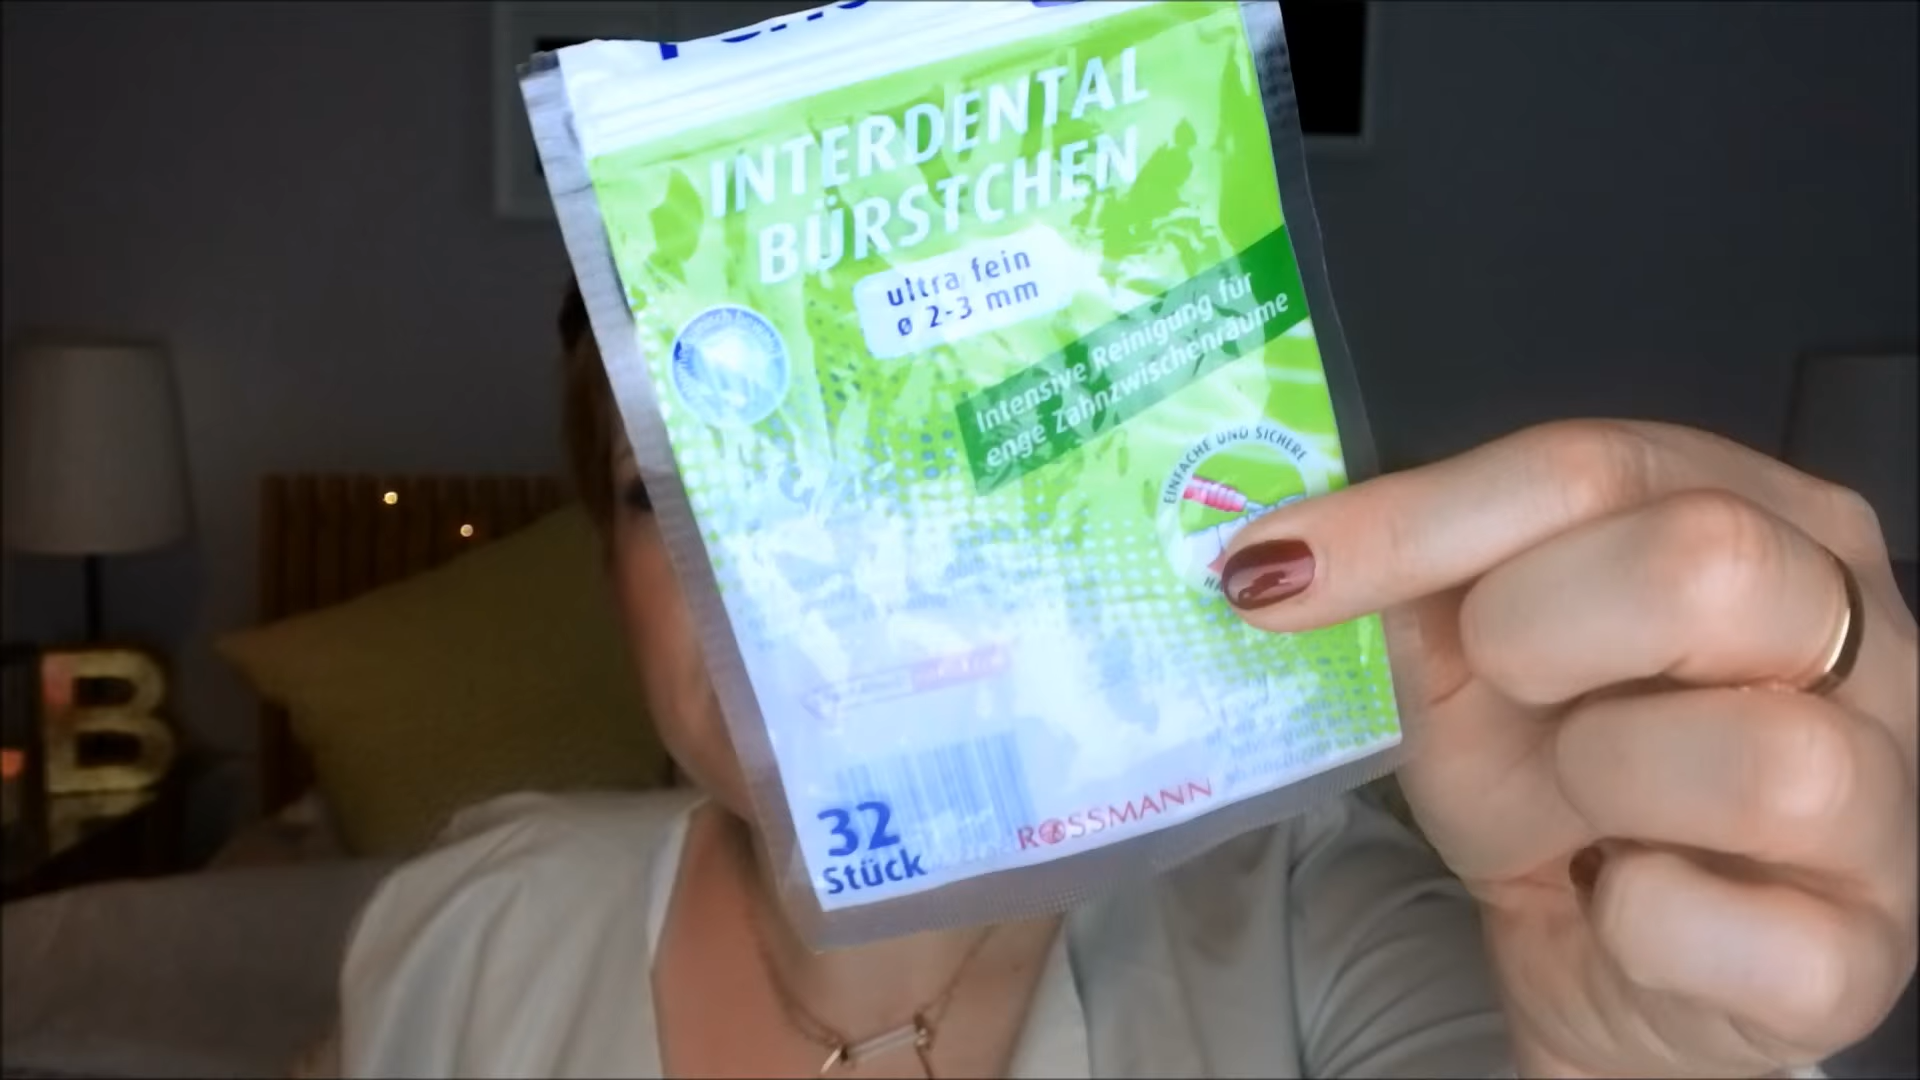 INTERDENTAL
BÜRSTCHEN
ultra fein
ø 2-3 mm
Intensive Reinigung für
enge Zahnzwischenräume
EINFACHE UND SICHERE
32
Stück
ROSSMANN
B